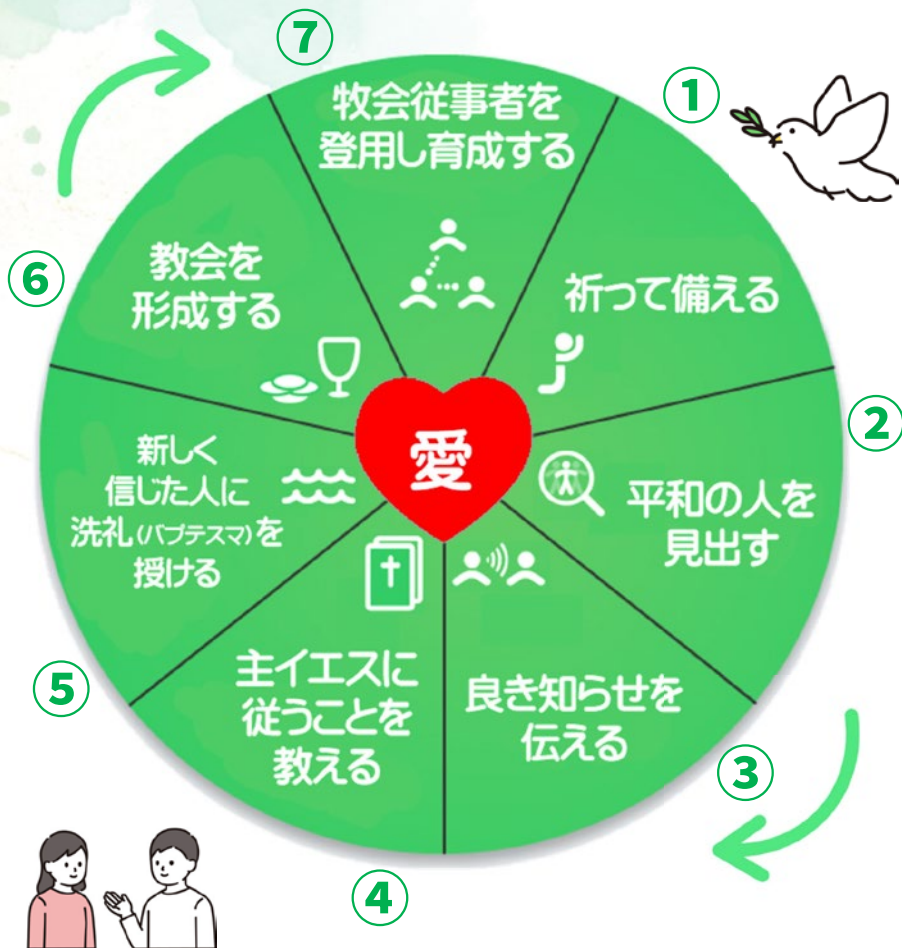 ①
祈って備える
②
平和の人を
見出す
③
良き知らせを
伝える
④
主イエスに
従うことを
教える
⑤
新しく
信じた人に
洗礼(バプテスマ)を
授ける
⑥
教会を
形成する
⑦
牧会従事者を
登用し育成する
愛